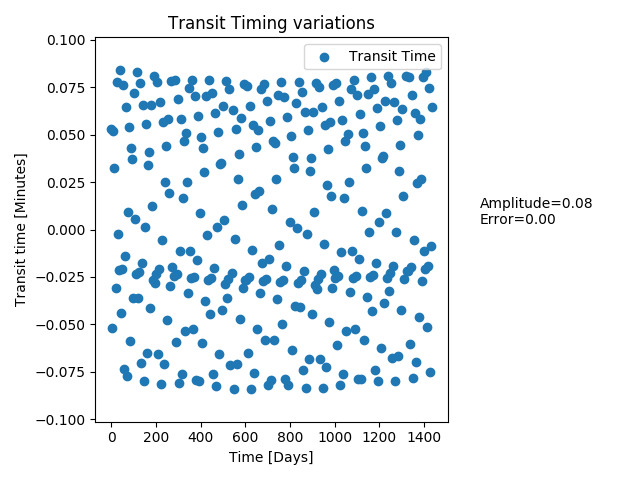 Transit Timing variations
Transit Time
Transit time [Minutes]
0.100
0.075
0.050
0.025
0.000
−0.025
−0.050
−0.075
−0.100
0
200
400
600
800
1000
1200
1400
Time [Days]
Amplitude=0.08
Error=0.00